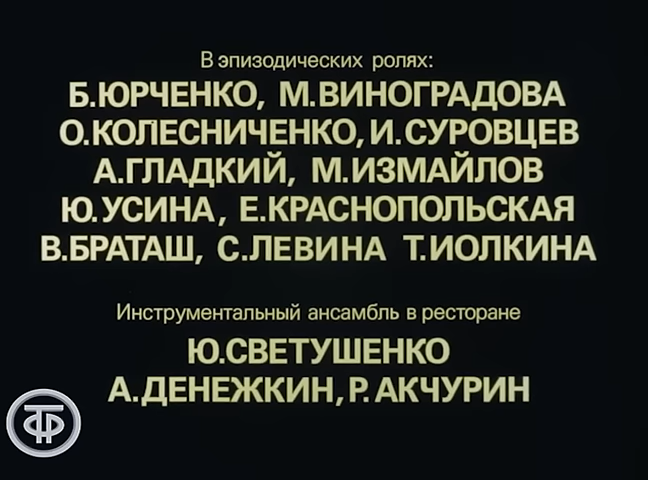 В эпизодических ролях:
Б.ЮРЧЕНКО, М.ВИНОГРАДОВА
О.КОЛЕСНИЧЕНКО, И.СУРОВЦЕВ
А.ГЛАДКИЙ, М.ИЗМАЙЛОВ
Ю.УСИНА, Е.КРАСНОПОЛЬСКАЯ
В.БРАТАШ, С.ЛЕВИНА Т.ИОЛКИНА
Инструментальный ансамбль в ресторане
Ю.СВЕТУШЕНКО
А.ДЕНЕЖКИН, Р.АКЧУРИН